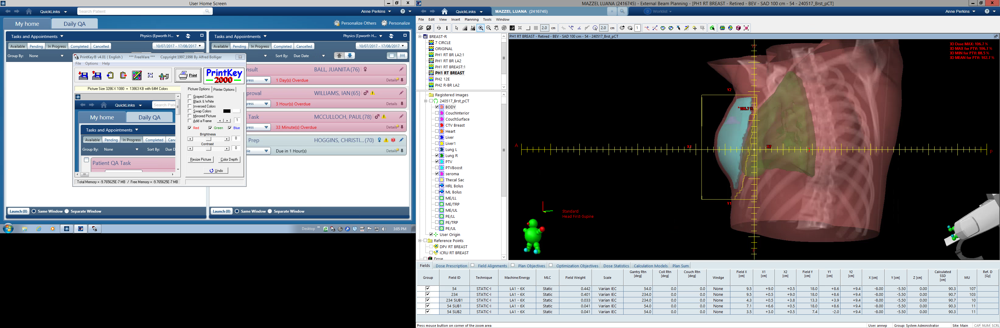 User Home Screen
QuickLinks
Search Patient
Anne Perkins
My home
Daily QA
Personalize Others
Personalize
Tasks and Appointments
Physics (Epworth H...
Available Pending In Progress Completed Cancelled
10/07/2017 - 17/08/2017
Group By: None
Tasks and Appointments
Physics (Epworth H...
Available Pending In Progress Completed Cancelled
10/07/2017 - 17/08/2017
Sort By: Due Date
PrintKey® v4.01 ( English ) *** FreeWare *** Copyright 1997,1998 By Alfred Bolliger
File Options Help
Print
PrintKey
2000
Picture Size 3286 X 1080 = 13863 KB with 64M Colors
QuickLinks
Search Pati
My home
Daily QA
Tasks and Appointments
Available Pending In Progress Completed Canc
Group By: None Sort By: Due D
Patient QA Task
Total Memory = -9.765625E-7 MB / Free Memory = -9.765625E-7 MB
Picture Options Printer Options
Grayed Colors
Black & White
Inversed Colors
Swap Colors
Mirrored Picture
Add a Frame 1
Red Green Blue
Brightness
0
Contrast
0
Resize Picture Color Depth
Undo
nsult BALL, JUANITA (76)
gress 1 Day(s) Overdue Details
proval WILLIAMS, IAN (65)
gress 3 Hour(s) Overdue Details
Task MCCULLOCH, PAUL (78)
gress 33 Minute(s) Overdue Details
Prep HOGGINS, CHRISTI... (70)
ble Due in 1 Hour(s) Details
Launch (0) Same Window Separate Window
Launch (0) Same Window Separate Window
Desktop
3:05 PM
MAZZEI, LUANA (2416745) - External Beam Planning - [PH1 RT BREAST - Retired - BEV - SAD 100 cm - 54 - 240517_Brst_pCT]
QuickLinks
MAZZEI, LUANA (2416745)
0 Worklist
Anne Perkins
File Edit View Insert Planning Tools Window
2.0 cm 2.0 cm 1
BREAST-R
7 CIRCLE
ORIGINAL
PH1 RT BR LA2:1
PH1 RT BR LA2
PH1 RT BREAST:1
PH1 RT BREAST
PH2 12E
PH2 R-BR LA2
Registered Images
240517_Brst_pCT
BODY
CouchInterior
CouchSurface
CTV Breast
Heart
Liver
Liver1
Lung L
Lung R
PTV
PTVBoost
seroma
Thecal Sac
HRL Bolus
ML Bolus
ME/LL
ME/TRP
ME/UL
PE/LL
PE/TRP
PE/UL
User Origin
Reference Points
DPV RT BREAST
ICRU RT BREAST
Dose
PH1 RT BREAST - Retired - BEV - SAD 100 cm - 54 - 240517_Brst_pCT
3D Dose MAX: 106.7 %
3D MAX for PTV: 106.7 %
3D MIN for PTV: 88.5 %
3D MEAN for PTV: 102.7 %
Y2
106.7 %
A
X1
X2
Y1
Standard
Head First-Supine
Fields Dose Prescription Field Alignments Plan Objectives Optimization Objectives Dose Statistics Calculation Models Plan Sum
Group Field ID Technique Machine/Energy MLC Field Weight Scale Gantry Rtn [deg] Coll Rtn [deg] Couch Rtn [deg] Wedge Field X [cm] X1 [cm] X2 [cm] Field Y [cm] Y1 [cm] Y2 [cm] X [cm] Y [cm] Z [cm] Calculated SSD [cm] MU Ref. D [Gy]
54 STATIC-I LA1 - 6X Static 0.442 Varian IEC 54.0 0.0 0.0 None 9.5 +9.0 +0.5 18.0 +8.6 +9.4 -8.00 -5.50 0.00 90.3 107
234 STATIC-I LA1 - 6X Static 0.401 Varian IEC 234.0 0.0 0.0 None 9.5 +0.5 +9.0 18.0 +8.6 +9.4 -8.00 -5.50 0.00 90.7 103
234 SUB1 STATIC-I LA1 - 6X Static 0.033 Varian IEC 234.0 0.0 0.0 None 4.3 +0.5 +3.8 13.3 +3.9 +9.4 -8.00 -5.50 0.00 90.7 10
54 SUB1 STATIC-I LA1 - 6X Static 0.041 Varian IEC 54.0 0.0 0.0 None 7.1 +6.6 +0.5 18.0 +8.6 +9.4 -8.00 -5.50 0.00 90.3 11
54 SUB2 STATIC-I LA1 - 6X Static 0.041 Varian IEC 54.0 0.0 0.0 None 3.5 +3.0 +0.5 7.4 -2.0 +9.4 -8.00 -5.50 0.00 90.3 11
Press mouse button on corner of the zoom area
User: annep Group: System Administrator Site: Main CAP NUM SCRL